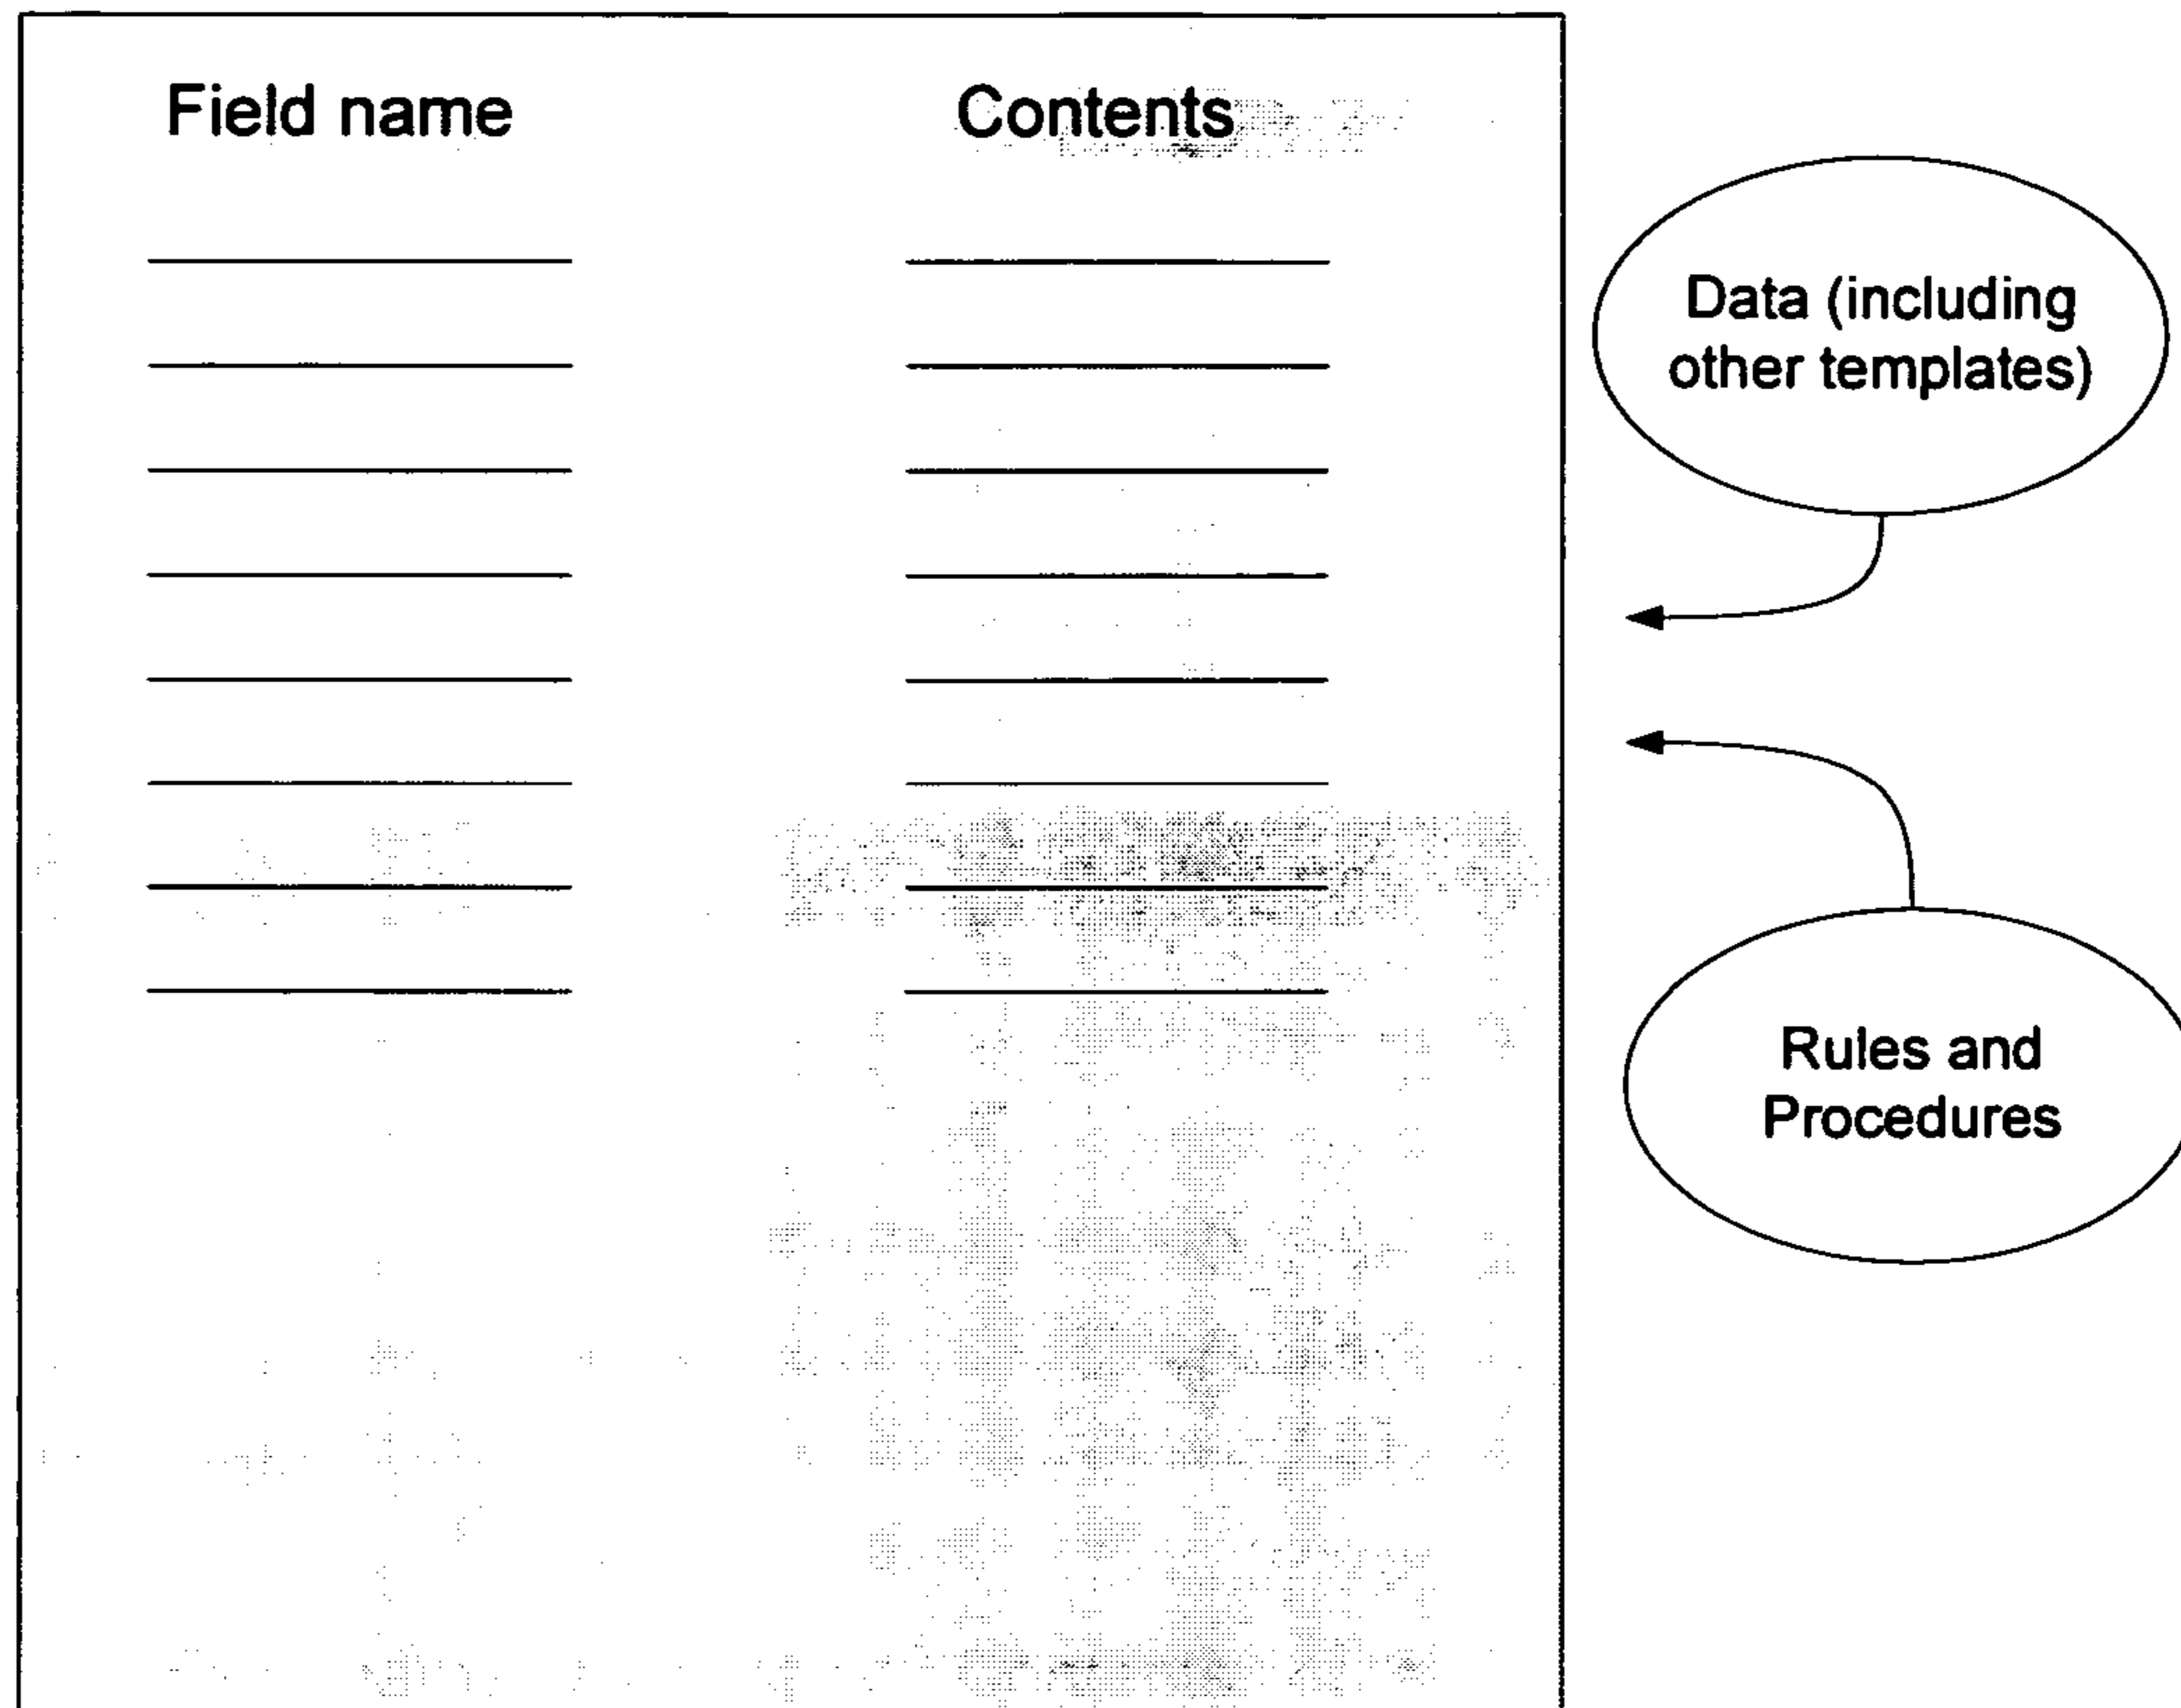 Field name
Contents
Data (including
other templates)
Rules and
Procedures